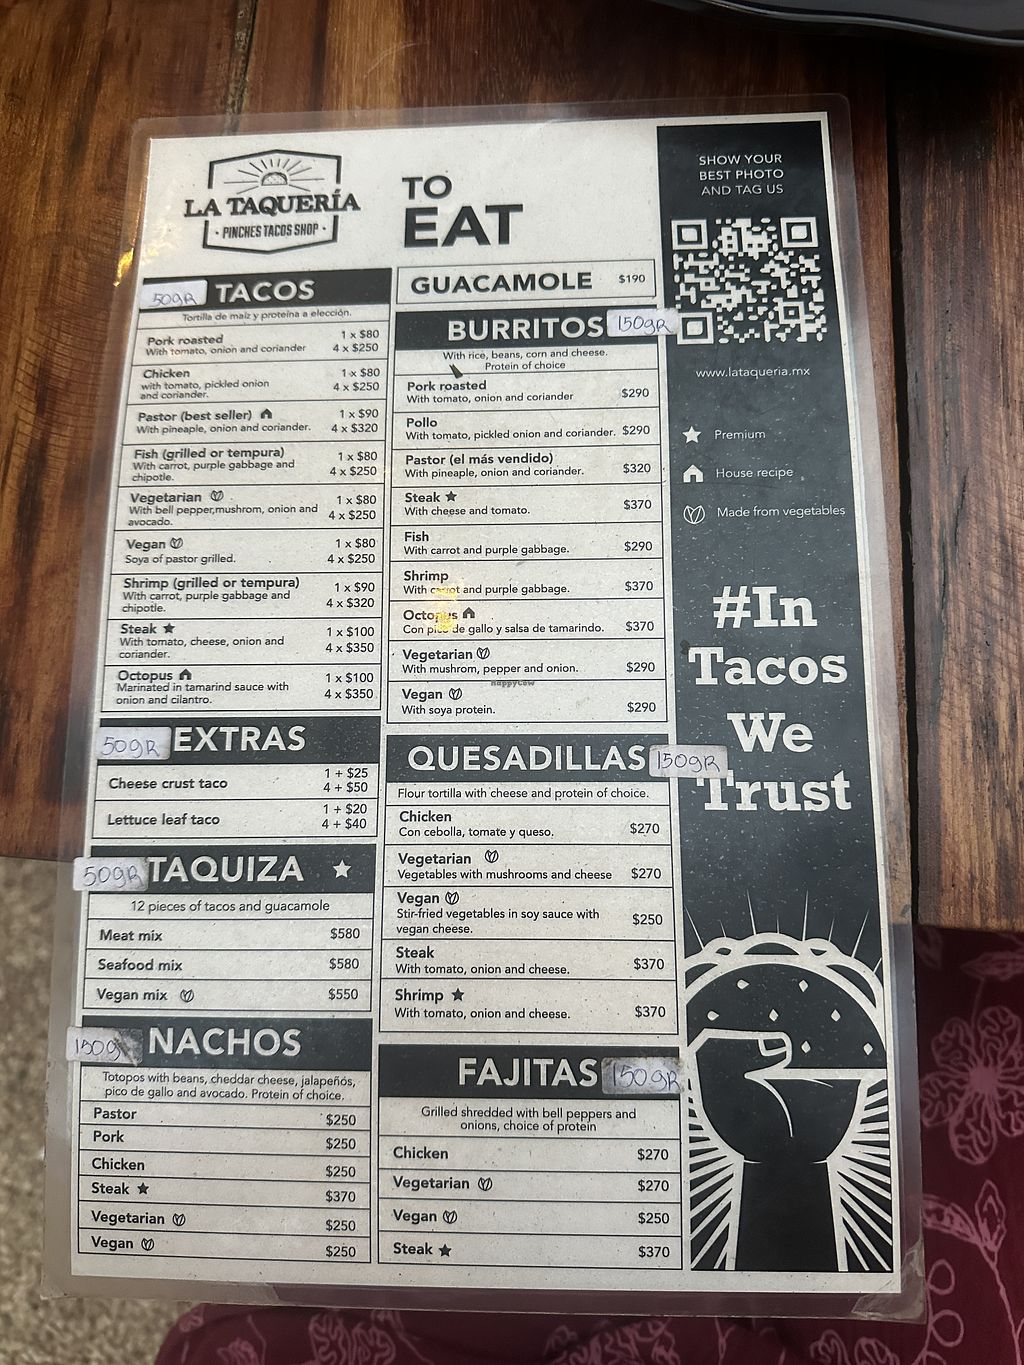 LA TAQUERÍA
· PINCHES TACOS SHOP ·
TO
EAT
50gR TACOS
Tortilla de maíz y proteína a elección.
Pork roasted 1 x $80
With tomato, onion and coriander 4 x $250
Chicken 1 x $80
with tomato, pickled onion 4 x $250
and coriander.
Pastor (best seller) 1 x $90
With pineaple, onion and coriander. 4 x $320
Fish (grilled or tempura) 1 x $80
With carrot, purple gabbage and 4 x $250
chipotle.
Vegetarian 1 x $80
With bell pepper,mushrom, onion and 4 x $250
avocado.
Vegan 1 x $80
Soya of pastor grilled. 4 x $250
Shrimp (grilled or tempura) 1 x $90
With carrot, purple gabbage and 4 x $320
chipotle.
Steak ★ 1 x $100
With tomato, cheese, onion and 4 x $350
coriander.
Octopus 1 x $100
Marinated in tamarind sauce with 4 x $350
onion and cilantro.
50gR EXTRAS
Cheese crust taco 1 + $25
4 + $50
Lettuce leaf taco 1 + $20
4 + $40
50gR TAQUIZA ★
12 pieces of tacos and guacamole
Meat mix $580
Seafood mix $580
Vegan mix $550
150g NACHOS
Totopos with beans, cheddar cheese, jalapeños,
pico de gallo and avocado. Protein of choice.
Pastor $250
Pork $250
Chicken $250
Steak ★ $370
Vegetarian $250
Vegan $250
GUACAMOLE $190
BURRITOS 150gR
With rice, beans, corn and cheese.
Protein of choice
Pork roasted
With tomato, onion and coriander $290
Pollo
With tomato, pickled onion and coriander. $290
Pastor (el más vendido)
With pineaple, onion and coriander. $320
Steak ★
With cheese and tomato. $370
Fish
With carrot and purple gabbage. $290
Shrimp
With carrot and purple gabbage. $370
Octopus
Con pico de gallo y salsa de tamarindo. $370
Vegetarian
With mushrom, pepper and onion. $290
happycow
Vegan
With soya protein. $290
QUESADILLAS 150gR
Flour tortilla with cheese and protein of choice.
Chicken
Con cebolla, tomate y queso. $270
Vegetarian
Vegetables with mushrooms and cheese $270
Vegan
Stir-fried vegetables in soy sauce with $250
vegan cheese.
Steak
With tomato, onion and cheese. $370
Shrimp ★
With tomato, onion and cheese. $370
FAJITAS 150gR
Grilled shredded with bell peppers and
onions, choice of protein
Chicken $270
Vegetarian $270
Vegan $250
Steak ★ $370
SHOW YOUR
BEST PHOTO
AND TAG US
www.lataqueria.mx
★ Premium
House recipe
Made from vegetables
#In
Tacos
We
Trust